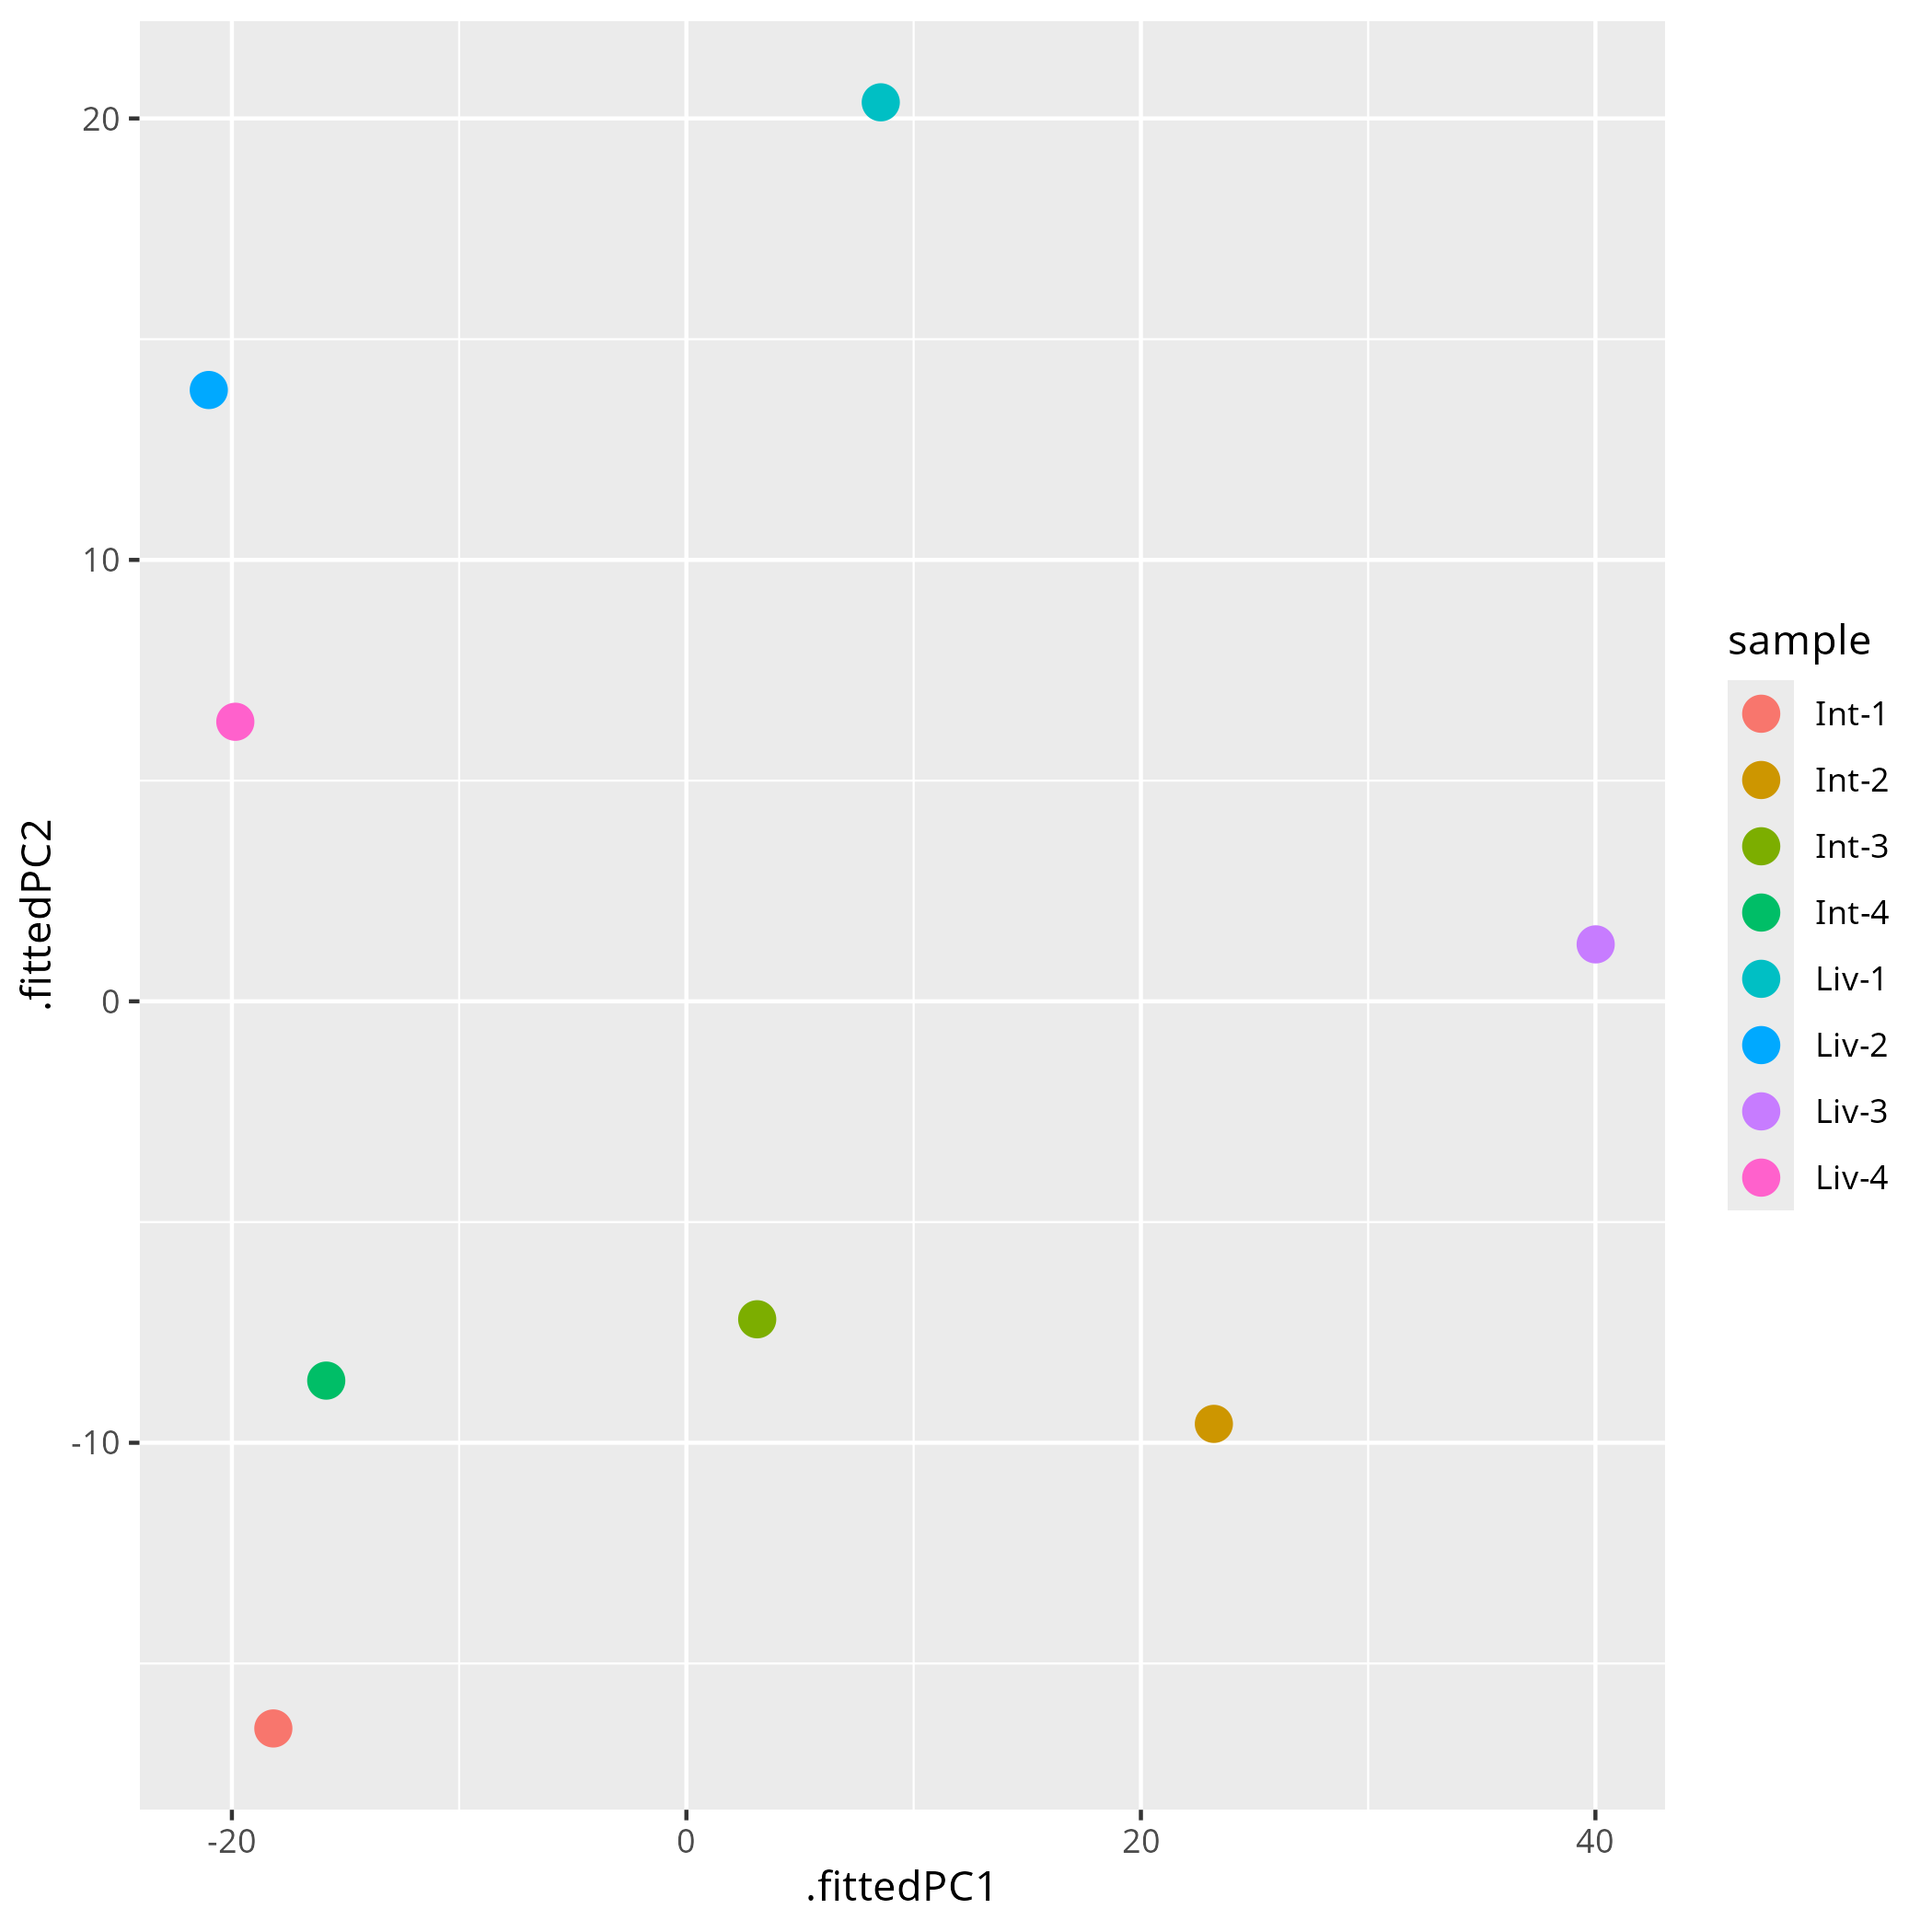 20
10
0
-10
-20
0
20
40
.fittedPC1
.fittedPC2
sample
Int-1
Int-2
Int-3
Int-4
Liv-1
Liv-2
Liv-3
Liv-4